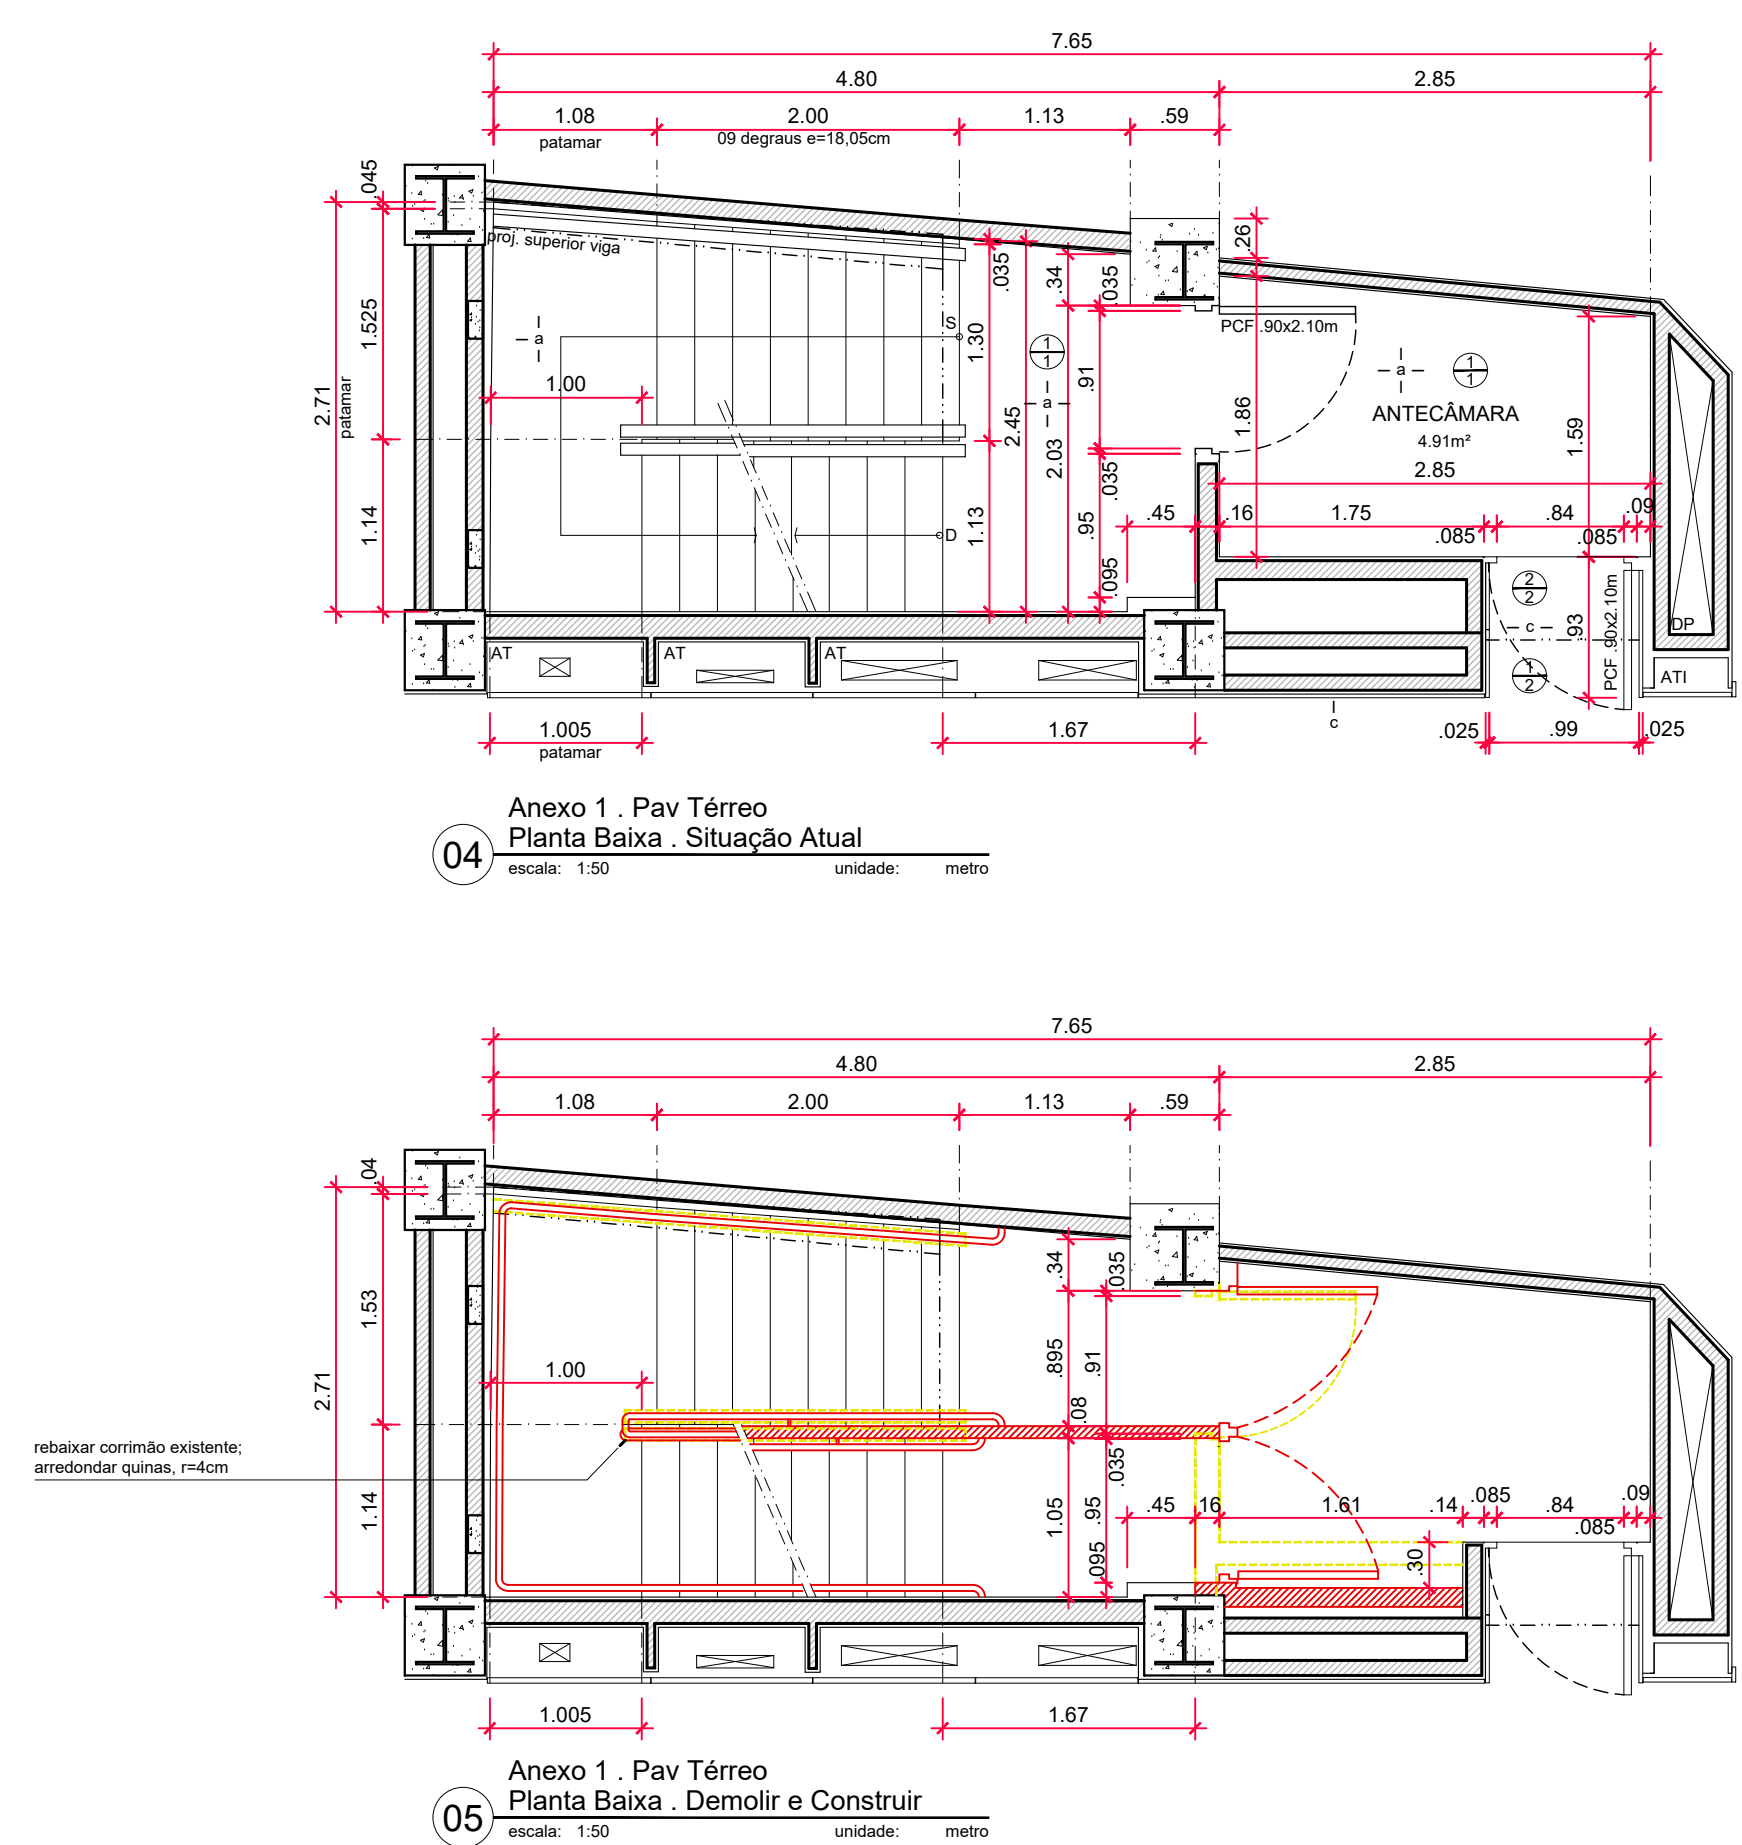 7.65
4.80
2.85
1.08
2.00
1.13
.59
patamar
09 degraus e=18,05cm
.045
2.71
patamar
1.525
1.14
proj. superior viga
1.00
a
S
D
.035
1.30
2.45
1.13
.34
2.03
1
1
a
.035
.91
.035
.95
.095
.26
PCF .90x2.10m
1.86
a
1
1
ANTECÂMARA
4.91m²
1.59
2.85
.45
.16
1.75
.84
.09
.085
.085
2
2
c
.93
1
2
PCF .90x2.10m
DP
ATI
AT
AT
AT
c
1.005
patamar
1.67
.025
.99
.025
04
Anexo 1 . Pav Térreo
Planta Baixa . Situação Atual
escala: 1:50 unidade: metro
7.65
4.80
2.85
1.08
2.00
1.13
.59
.04
2.71
1.53
1.14
1.00
rebaixar corrimão existente;
arredondar quinas, r=4cm
.34
.035
.895
.91
.08
.035
1.05
.95
.095
.45
.16
1.61
.14
.085
.84
.09
.085
.30
1.005
1.67
05
Anexo 1 . Pav Térreo
Planta Baixa . Demolir e Construir
escala: 1:50 unidade: metro